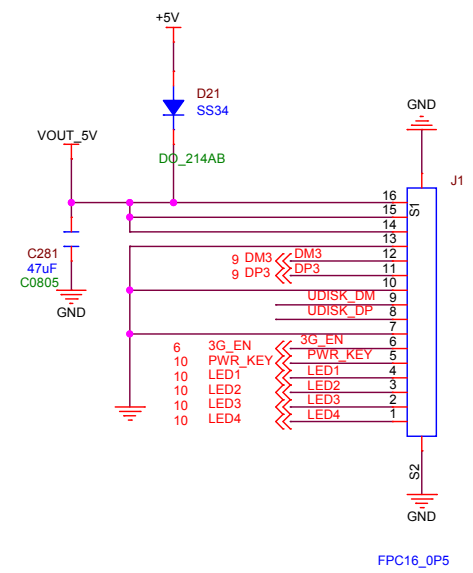 +5V
D21
SS34
DO_214AB
GND
VOUT_5V
J1
S1
16
15
14
13
9 DM3 DM3 12
9 DP3 DP3 11
10
UDISK_DM 9
UDISK_DP 8
7
6 3G_EN 3G_EN 6
10 PWR_KEY PWR_KEY 5
10 LED1 LED1 4
10 LED2 LED2 3
10 LED3 LED3 2
10 LED4 LED4 1
C281
47uF
C0805
GND
S2
GND
FPC16_0P5